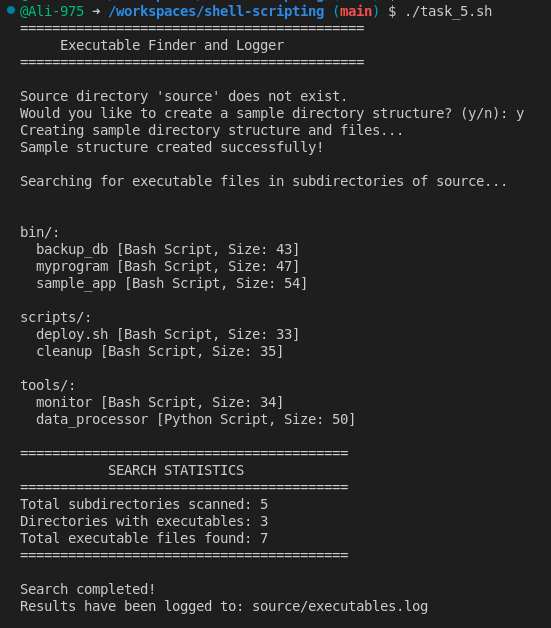 @Ali-975 → /workspaces/shell-scripting (main) $ ./task_5.sh
===========================================
     Executable Finder and Logger
===========================================

Source directory 'source' does not exist.
Would you like to create a sample directory structure? (y/n): y
Creating sample directory structure and files...
Sample structure created successfully!

Searching for executable files in subdirectories of source...

bin/:
  backup_db [Bash Script, Size: 43]
  myprogram [Bash Script, Size: 47]
  sample_app [Bash Script, Size: 54]

scripts/:
  deploy.sh [Bash Script, Size: 33]
  cleanup [Bash Script, Size: 35]

tools/:
  monitor [Bash Script, Size: 34]
  data_processor [Python Script, Size: 50]

=========================================
           SEARCH STATISTICS
=========================================
Total subdirectories scanned: 5
Directories with executables: 3
Total executable files found: 7
=========================================

Search completed!
Results have been logged to: source/executables.log